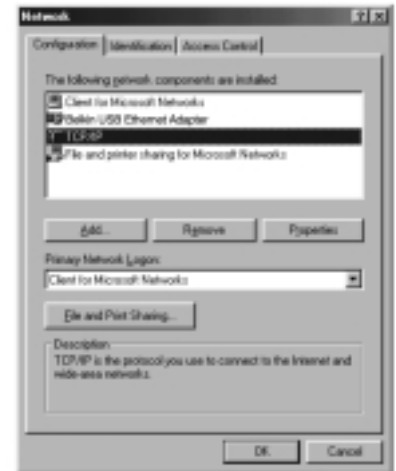 Network
? ×
Configuration Identification Access Control
The following network components are installed:
Client for Microsoft Networks
Belkin USB Ethernet Adapter
TCP/IP
File and printer sharing for Microsoft Networks
Add... Remove Properties
Primary Network Logon:
Client for Microsoft Networks
File and Print Sharing...
Description
TCP/IP is the protocol you use to connect to the Internet and
wide-area networks.
OK Cancel